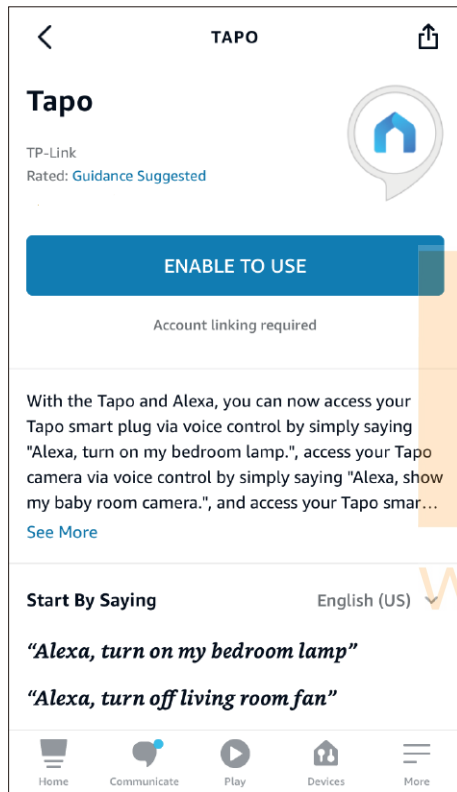 TAPO
Tapo
TP-Link
Rated: Guidance Suggested
ENABLE TO USE
Account linking required
With the Tapo and Alexa, you can now access your
Tapo smart plug via voice control by simply saying
"Alexa, turn on my bedroom lamp.", access your Tapo
camera via voice control by simply saying "Alexa, show
my baby room camera.", and access your Tapo smar...
See More
Start By Saying
English (US)
“Alexa, turn on my bedroom lamp”
“Alexa, turn off living room fan”
Home
Communicate
Play
Devices
More